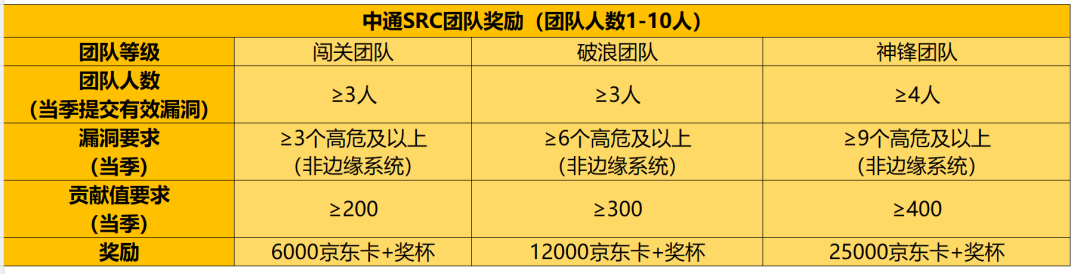 中通SRC团队奖励（团队人数1-10人）
团队等级 闯关团队 破浪团队 神锋团队
团队人数
（当季提交有效漏洞） ≥3人 ≥3人 ≥4人
漏洞要求
（当季） ≥3个高危及以上
（非边缘系统） ≥6个高危及以上
（非边缘系统） ≥9个高危及以上
（非边缘系统）
贡献值要求
（当季） ≥200 ≥300 ≥400
奖励 6000京东卡+奖杯 12000京东卡+奖杯 25000京东卡+奖杯